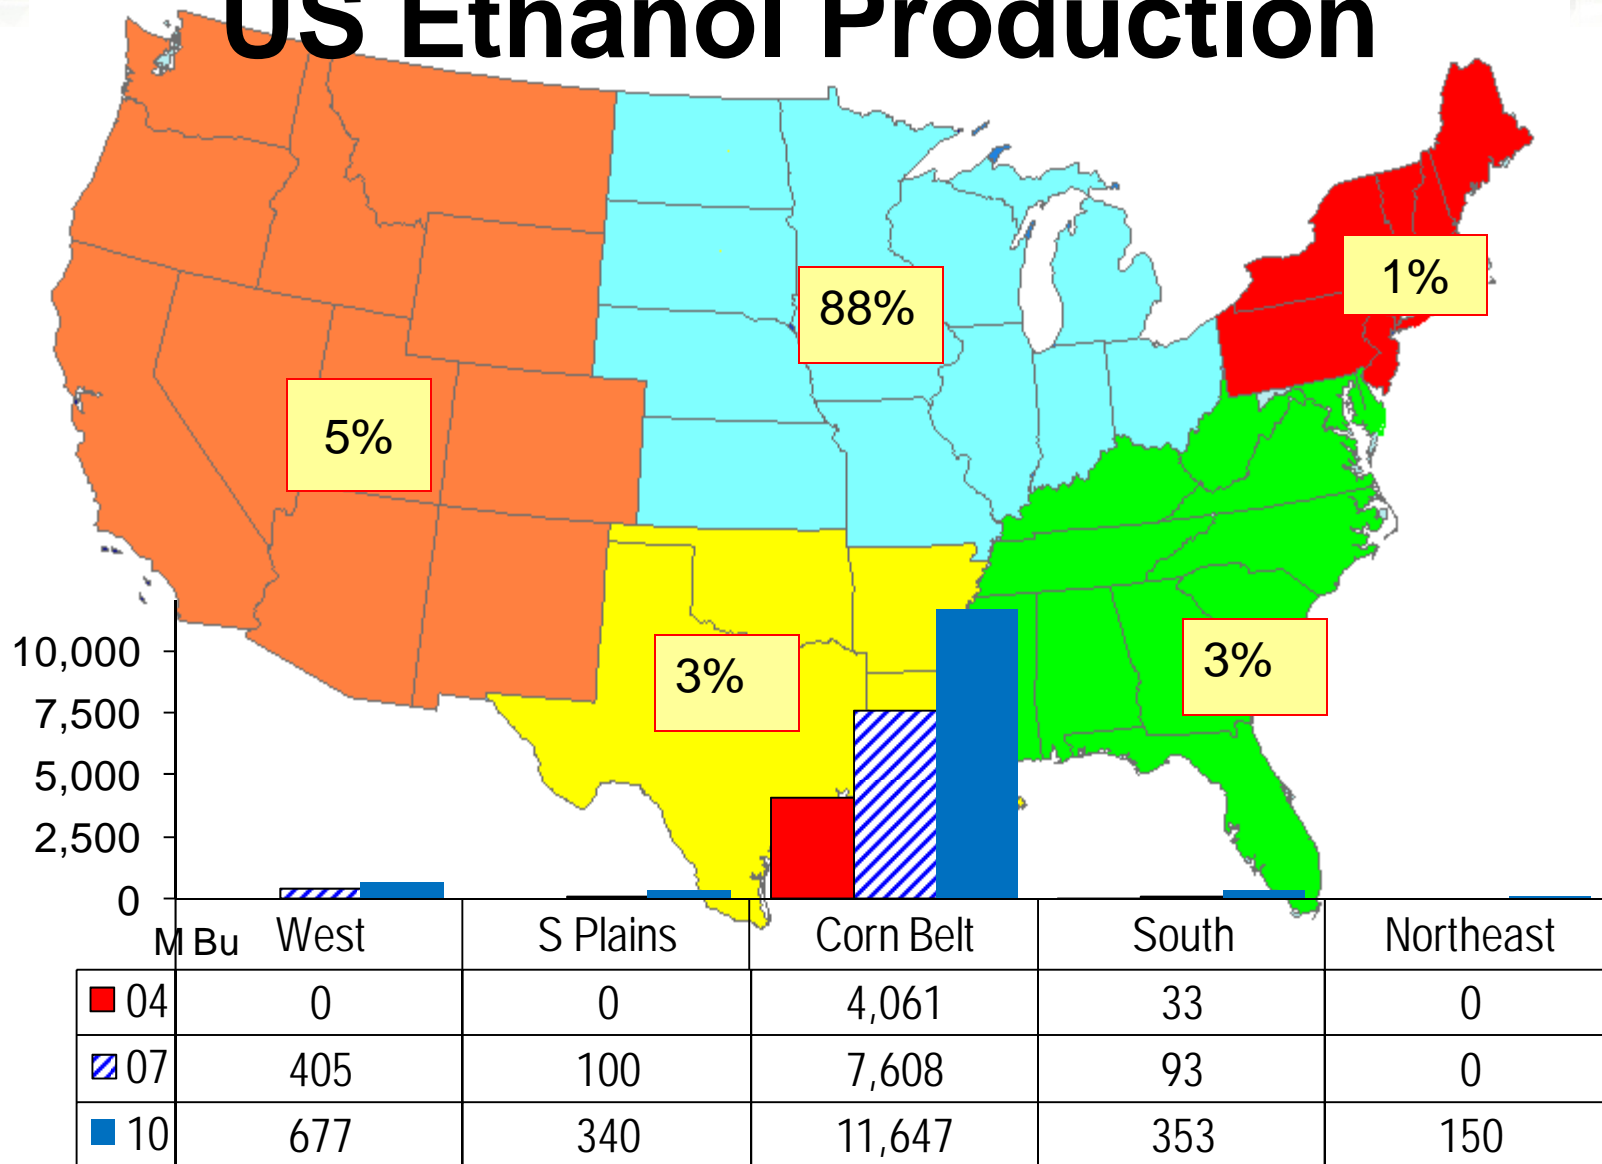 US Ethanol Production
1%
88%
5%
3%
3%
10,000
7,500
5,000
2,500
0
M Bu West S Plains Corn Belt South Northeast
04 0 0 4,061 33 0
07 405 100 7,608 93 0
10 677 340 11,647 353 150